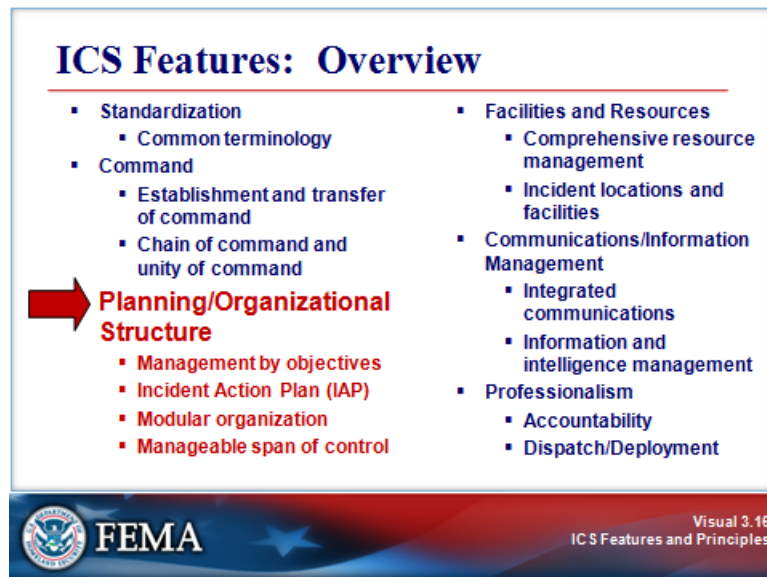 ICS Features: Overview
▪ Standardization
▪ Common terminology
▪ Command
▪ Establishment and transfer
of command
▪ Chain of command and
unity of command
Planning/Organizational
Structure
▪ Management by objectives
▪ Incident Action Plan (IAP)
▪ Modular organization
▪ Manageable span of control
▪ Facilities and Resources
▪ Comprehensive resource
management
▪ Incident locations and
facilities
▪ Communications/Information
Management
▪ Integrated
communications
▪ Information and
intelligence management
▪ Professionalism
▪ Accountability
▪ Dispatch/Deployment
FEMA
Visual 3.16
ICS Features and Principles